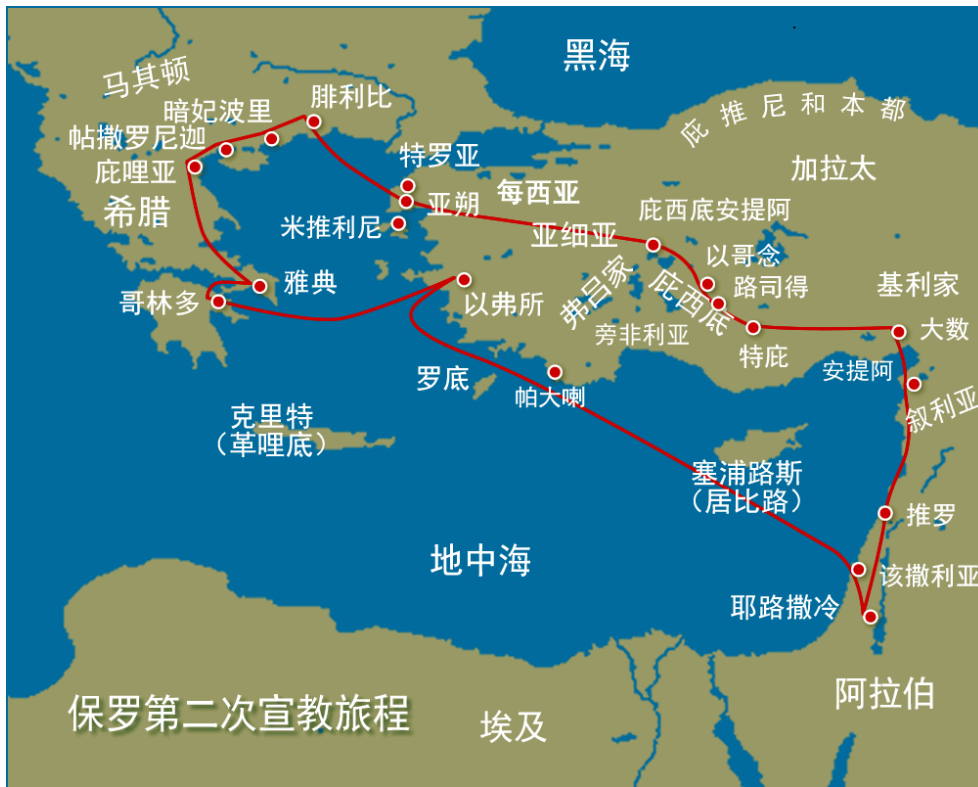 黑海
马其顿
腓利比
暗妃波里
帖撒罗尼迦
庇哩亚
希腊
庇推尼和本都
加拉太
特罗亚
亚朔
每西亚
米推利尼
亚细亚
庇西底安提阿
以哥念
路司得
弗吕家
庇西底
基利家
雅典
哥林多
以弗所
旁非利亚
特庇
大数
安提阿
罗底
帕大喇
叙利亚
克里特
（革哩底）
塞浦路斯
（居比路）
推罗
地中海
该撒利亚
耶路撒冷
保罗第二次宣教旅程
埃及
阿拉伯